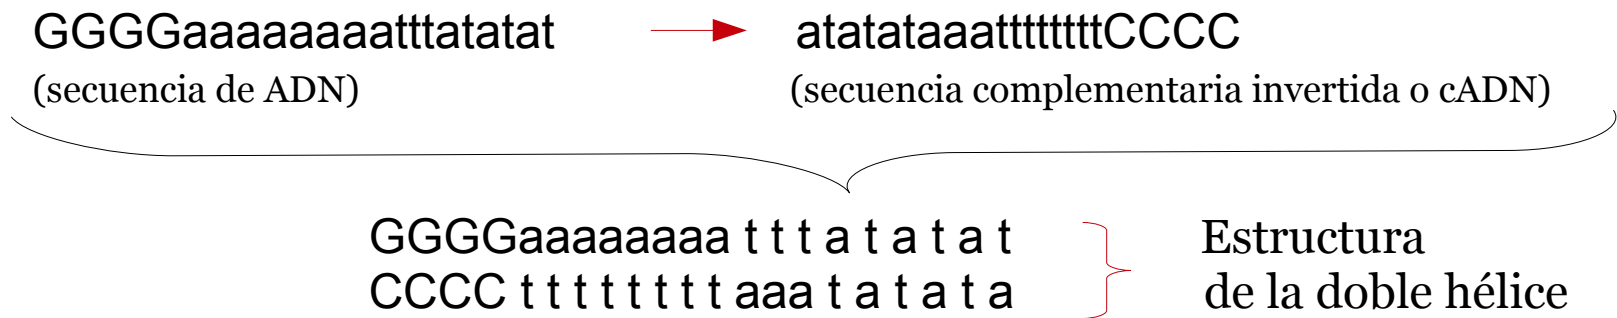 GGGGaaaaaaaatttatatat atatataaattttttttCCCC
(secuencia de ADN) (secuencia complementaria invertida o cADN)
GGGGaaaaaaaa t t t a t a t a t Estructura
CCCC t t t t t t t t aaa t a t a t a de la doble hélice